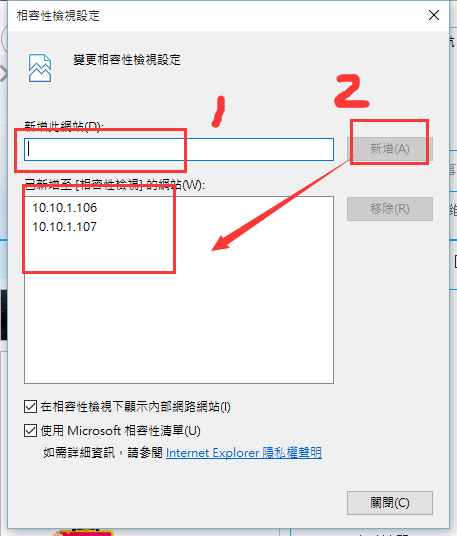 相容性檢視設定
變更相容性檢視設定
1
2
新增此網站(D):
新增(A)
已新增至 [相容性檢視] 的網站(W):
10.10.1.106
10.10.1.107
移除(R)
在相容性檢視下顯示內部網路網站(I)
使用 Microsoft 相容性清單(U)
如需詳細資訊，請參閱 Internet Explorer 隱私權聲明
關閉(C)